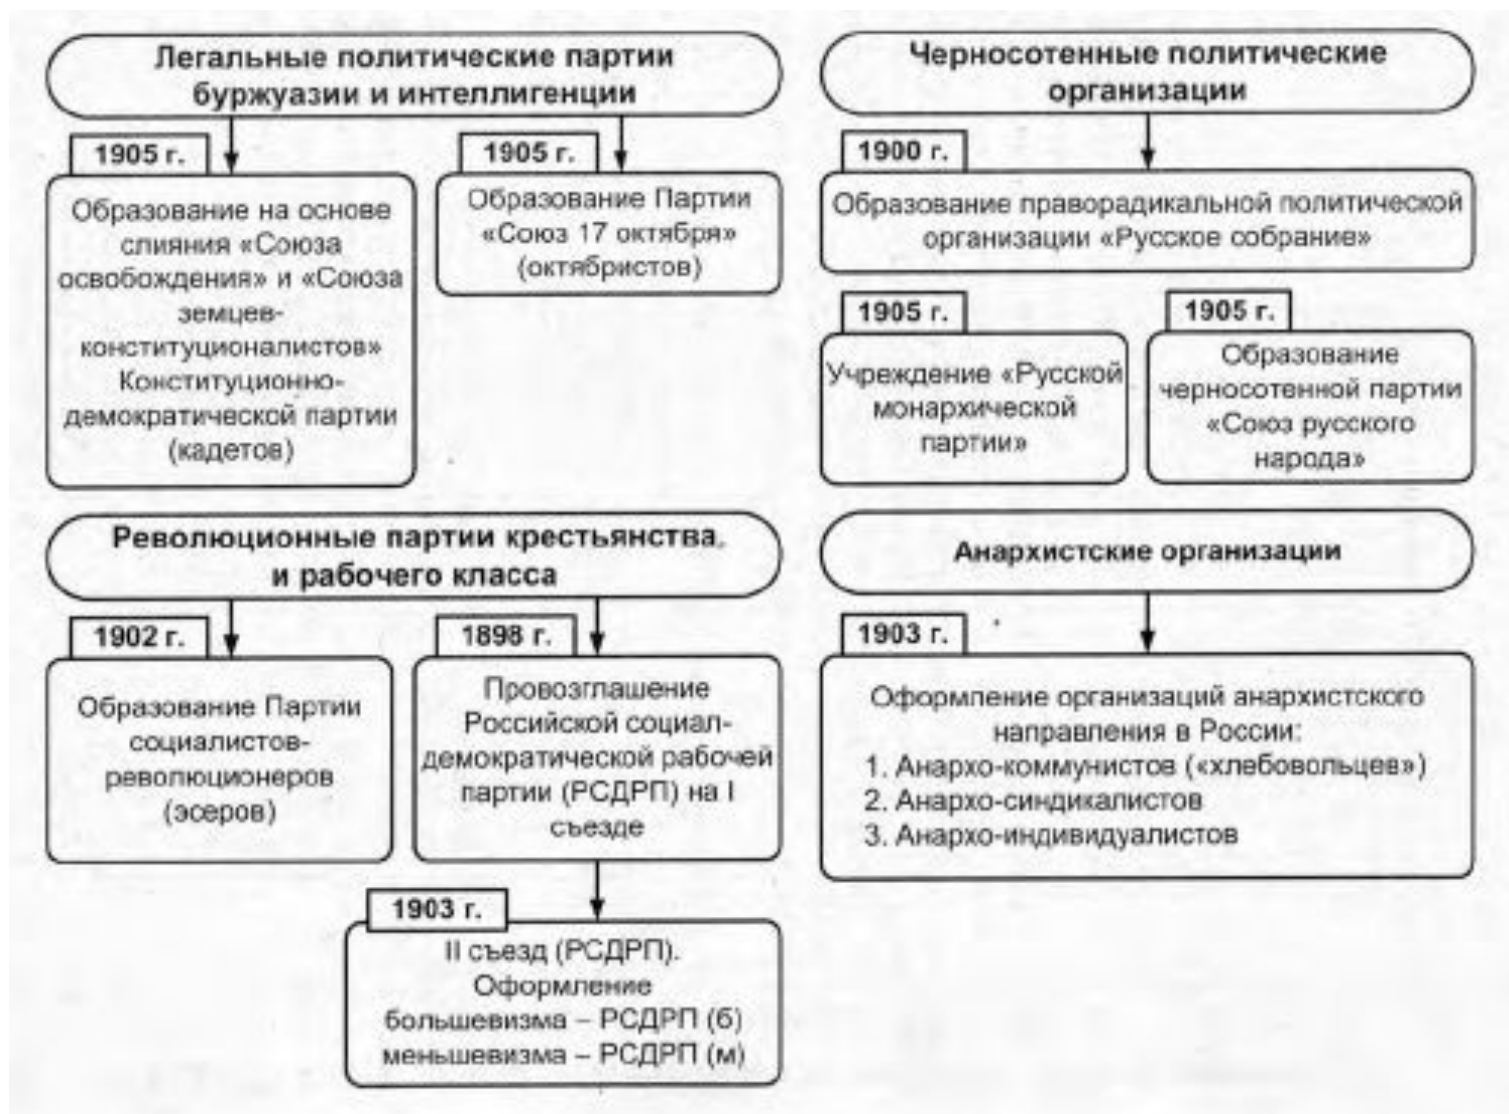 Легальные политические партии
буржуазии и интеллигенции
1905 г.
Образование на основе
слияния «Союза
освобождения» и «Союза
земцев-
конституционалистов»
Конституционно-
демократической партии
(кадетов)
1905 г.
Образование Партии
«Союз 17 октября»
(октябристов)
Черносотенные политические
организации
1900 г.
Образование праворадикальной политической
организации «Русское собрание»
1905 г.
Учреждение «Русской
монархической
партии»
1905 г.
Образование
черносотенной партии
«Союз русского
народа»
Революционные партии крестьянства.
и рабочего класса
1902 г.
Образование Партии
социалистов-
революционеров
(эсеров)
1898 г.
Провозглашение
Российской социал-
демократической рабочей
партии (РСДРП) на I
съезде
1903 г.
II съезд (РСДРП).
Оформление
большевизма – РСДРП (б)
меньшевизма – РСДРП (м)
Анархистские организации
1903 г.
Оформление организаций анархистского
направления в России:
1. Анархо-коммунистов («хлебовольцев»)
2. Анархо-синдикалистов
3. Анархо-индивидуалистов